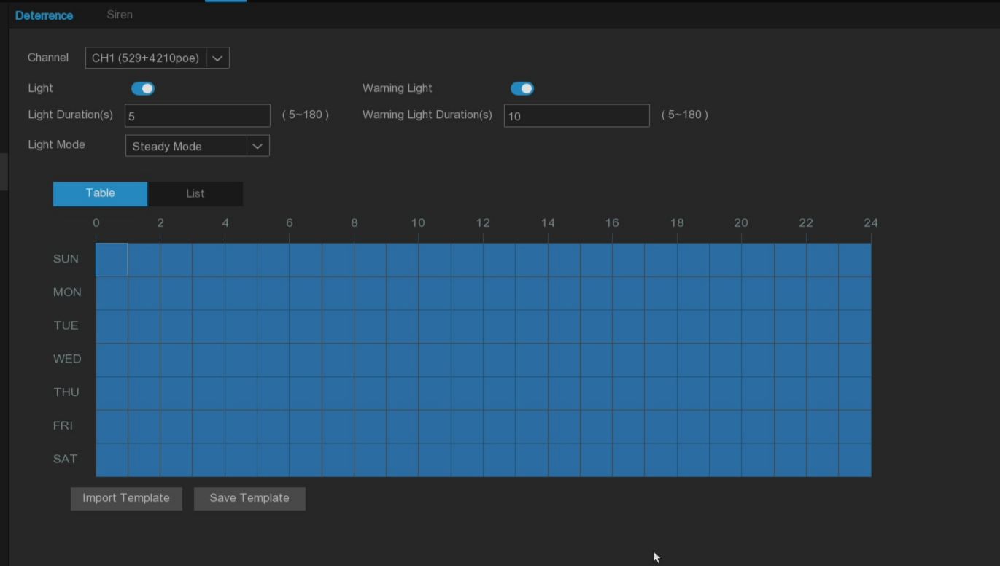 Deterrence Siren
Channel CH1 (529+4210poe)
Light Warning Light
Light Duration(s) 5 ( 5~180 ) Warning Light Duration(s) 10 ( 5~180 )
Light Mode Steady Mode
Table List
0 2 4 6 8 10 12 14 16 18 20 22 24
SUN
MON
TUE
WED
THU
FRI
SAT
Import Template Save Template